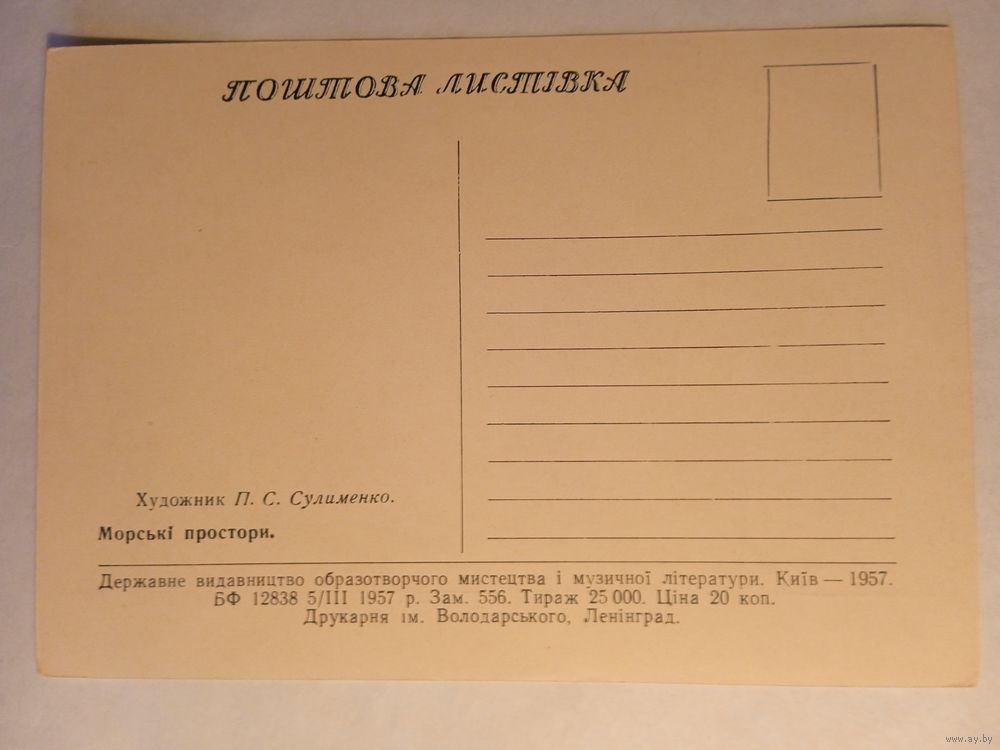 ПОШТОВА ЛИСТІВКА
Художник П. С. Сулименко.
Морські простори.
Державне видавництво образотворчого мистецтва і музичної літератури. Київ — 1957.
БФ 12838 5/III 1957 р. Зам. 556. Тираж 25 000. Ціна 20 коп.
Друкарня ім. Володарського, Ленінград.
www.ay.by